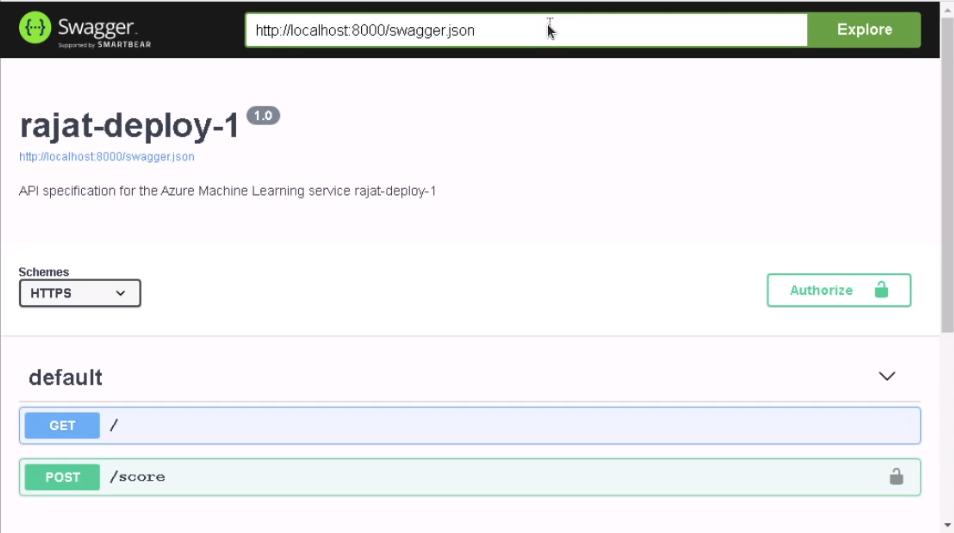 {···} Swagger.
Supported by SMARTBEAR
http://localhost:8000/swagger.json
Explore
rajat-deploy-1 1.0
http://localhost:8000/swagger.json
API specification for the Azure Machine Learning service rajat-deploy-1
Schemes
HTTPS
Authorize
default
GET /
POST /score